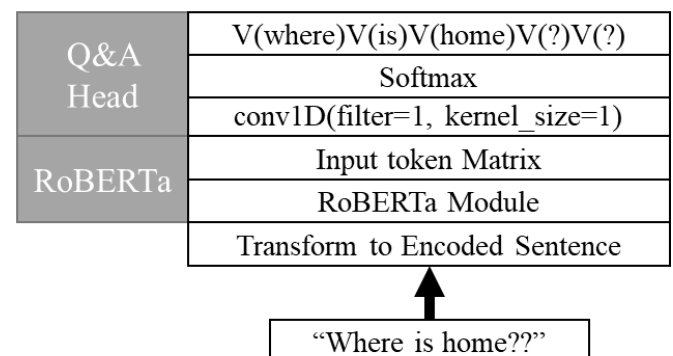 Q&A
Head
V(where)V(is)V(home)V(?)V(?)
Softmax
conv1D(filter=1, kernel_size=1)
RoBERTa
Input token Matrix
RoBERTa Module
Transform to Encoded Sentence
“Where is home??”